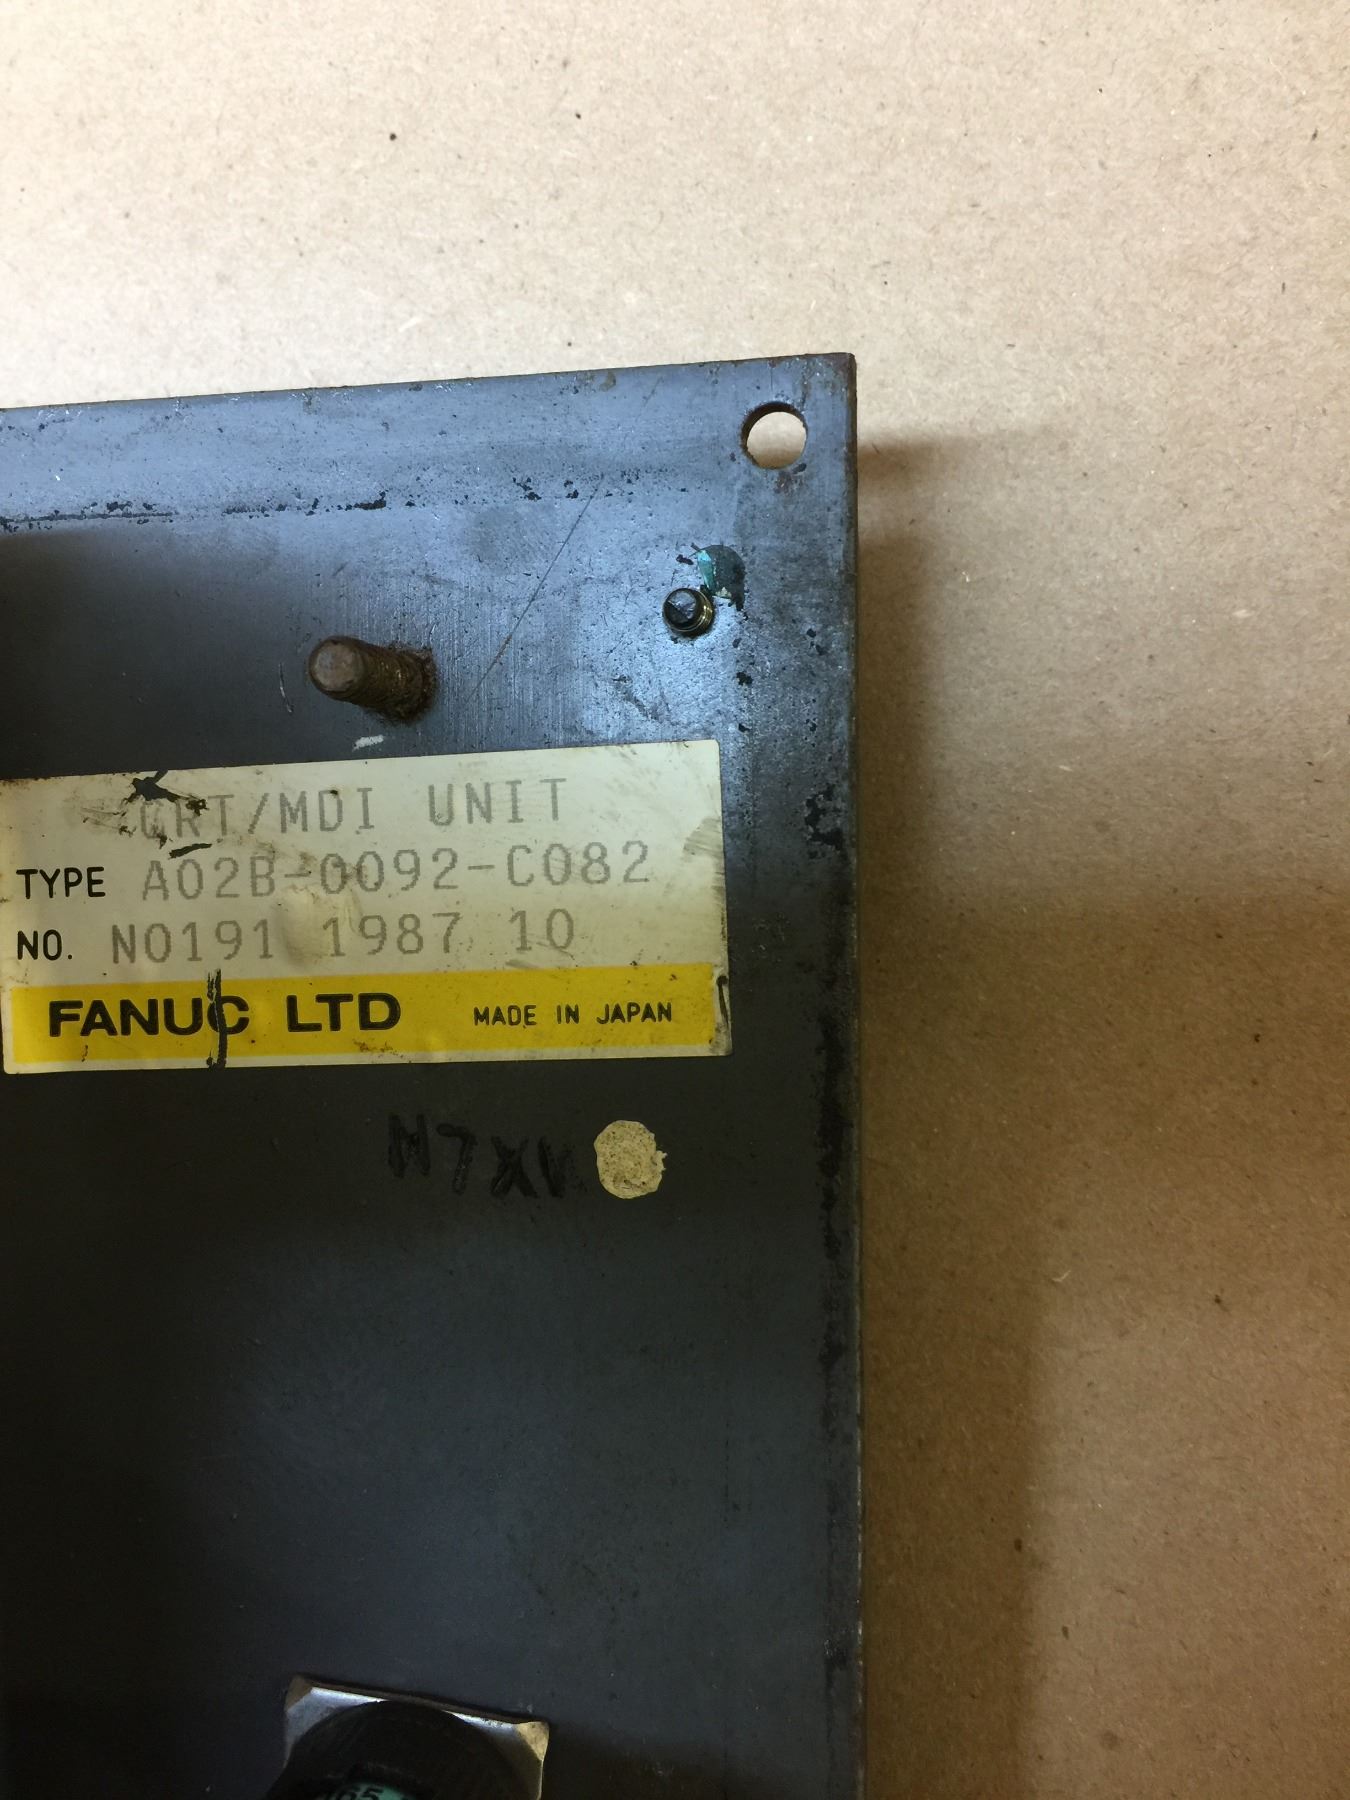 CRT/MDI UNIT
TYPE A02B-0092-C082
NO. N0191 1987 10
FANUC LTD MADE IN JAPAN